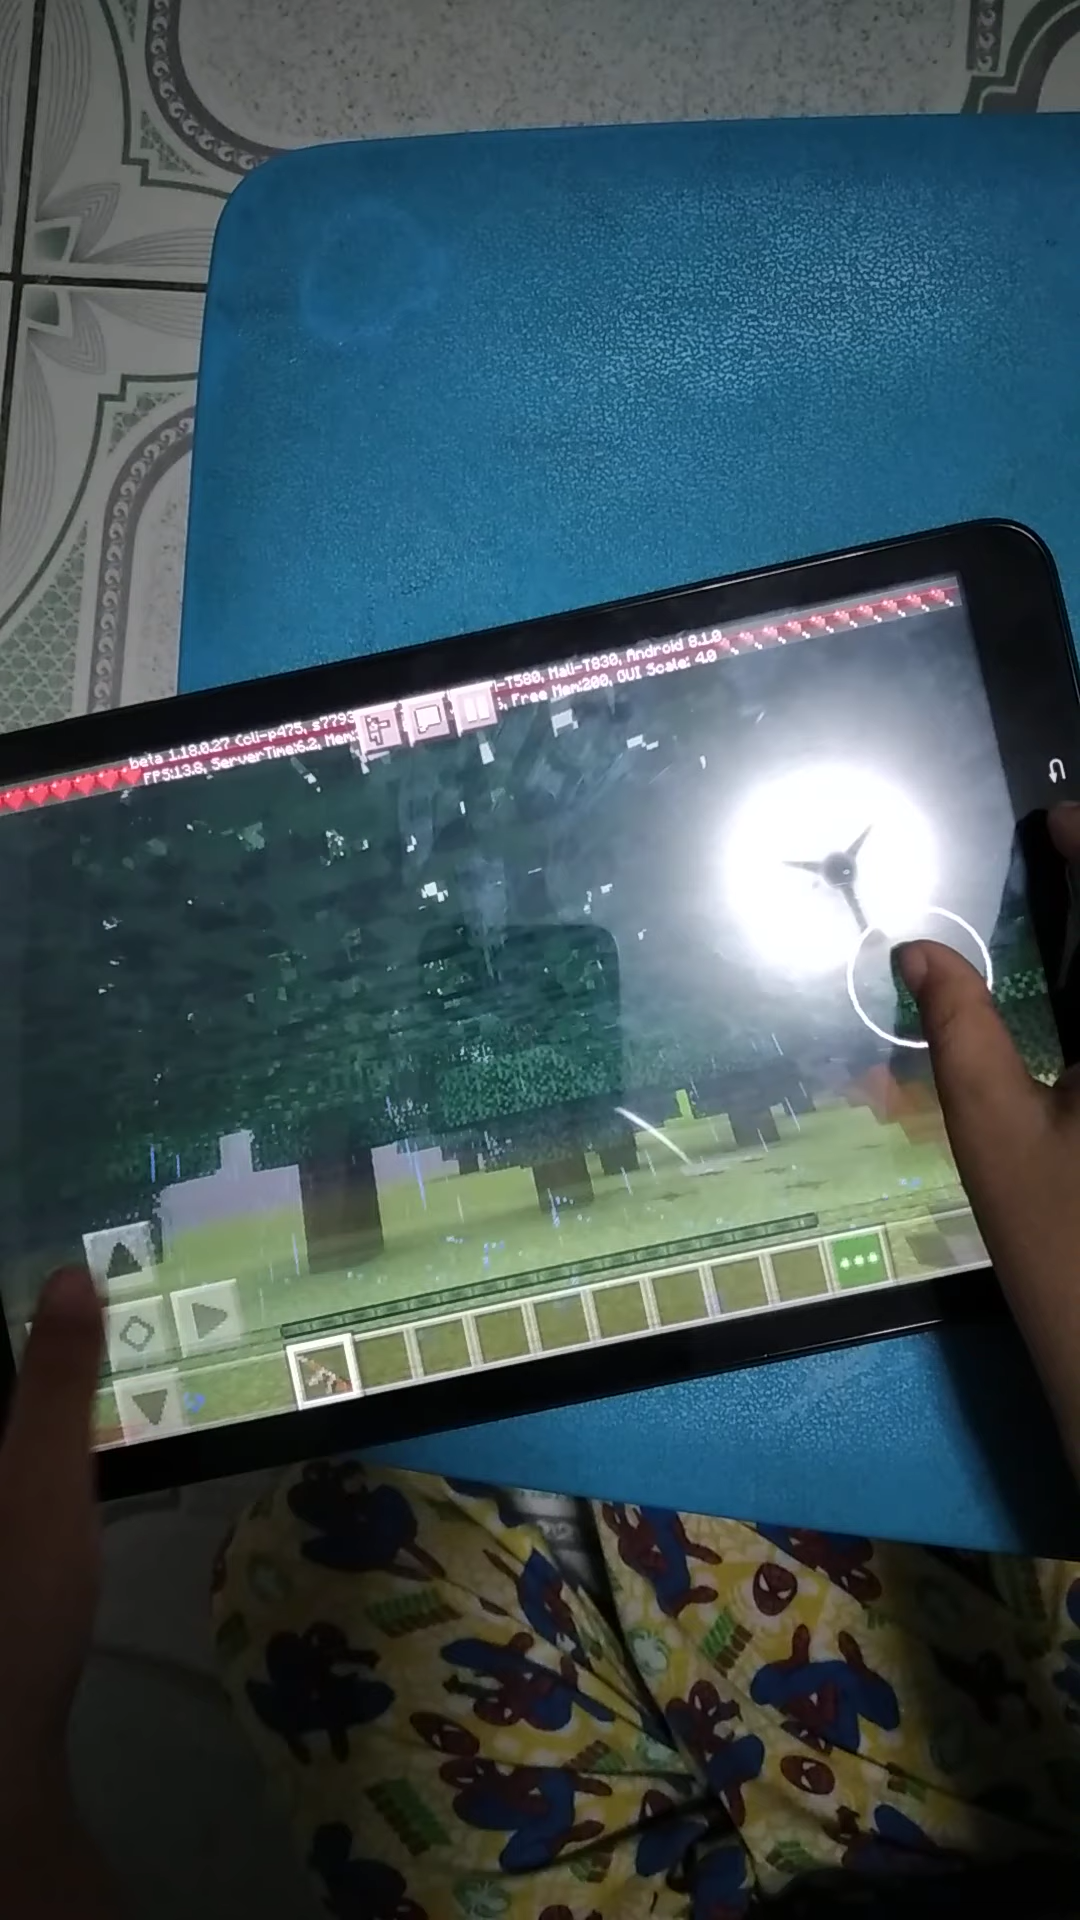 beta 1.18.0.27 (oll-p475, s7793 -T580, Mali-T830, Android 8.1.0
FPS:13.8, ServerTime:6.2, Mem: Free Mem:200, GUI Scale: 4.0